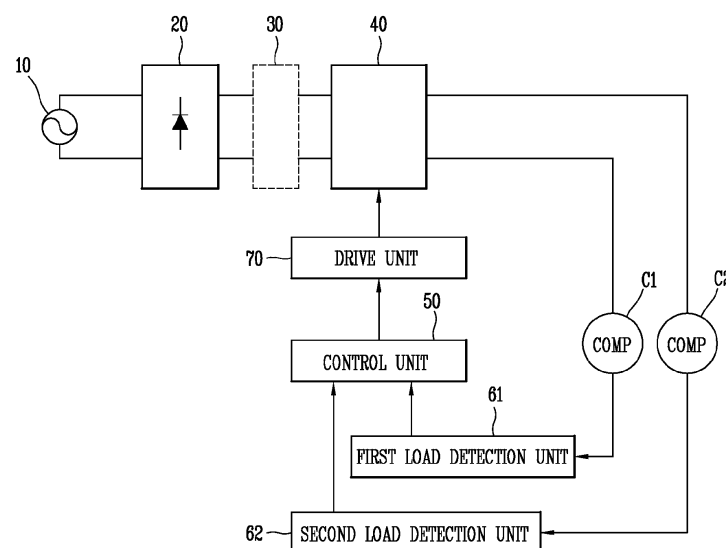 20
30
40
10
70
DRIVE UNIT
C1
C2
50
COMP
COMP
CONTROL UNIT
61
FIRST LOAD DETECTION UNIT
62
SECOND LOAD DETECTION UNIT